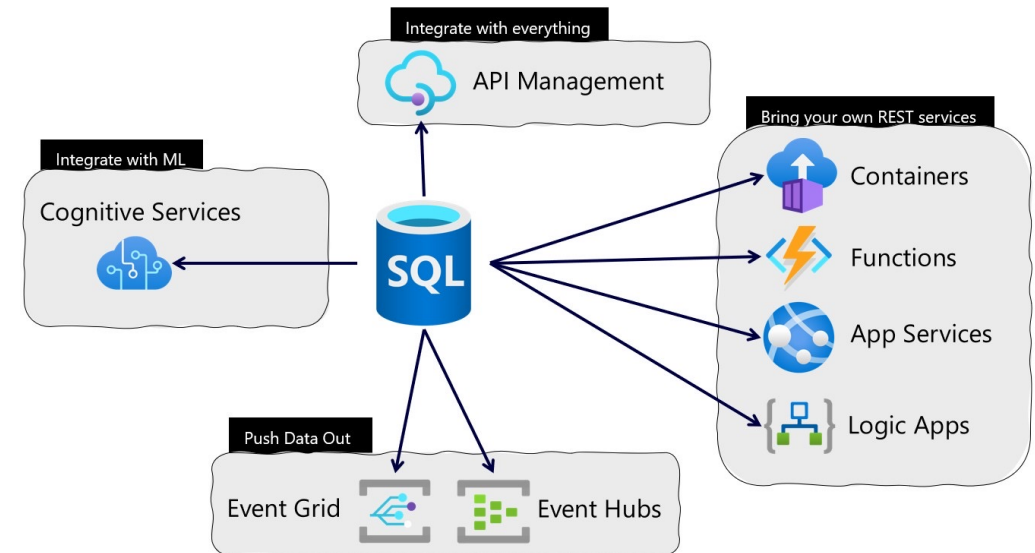 Integrate with everything
API Management
Integrate with ML
Cognitive Services
SQL
Bring your own REST services
Containers
Functions
App Services
Logic Apps
Push Data Out
Event Grid
Event Hubs